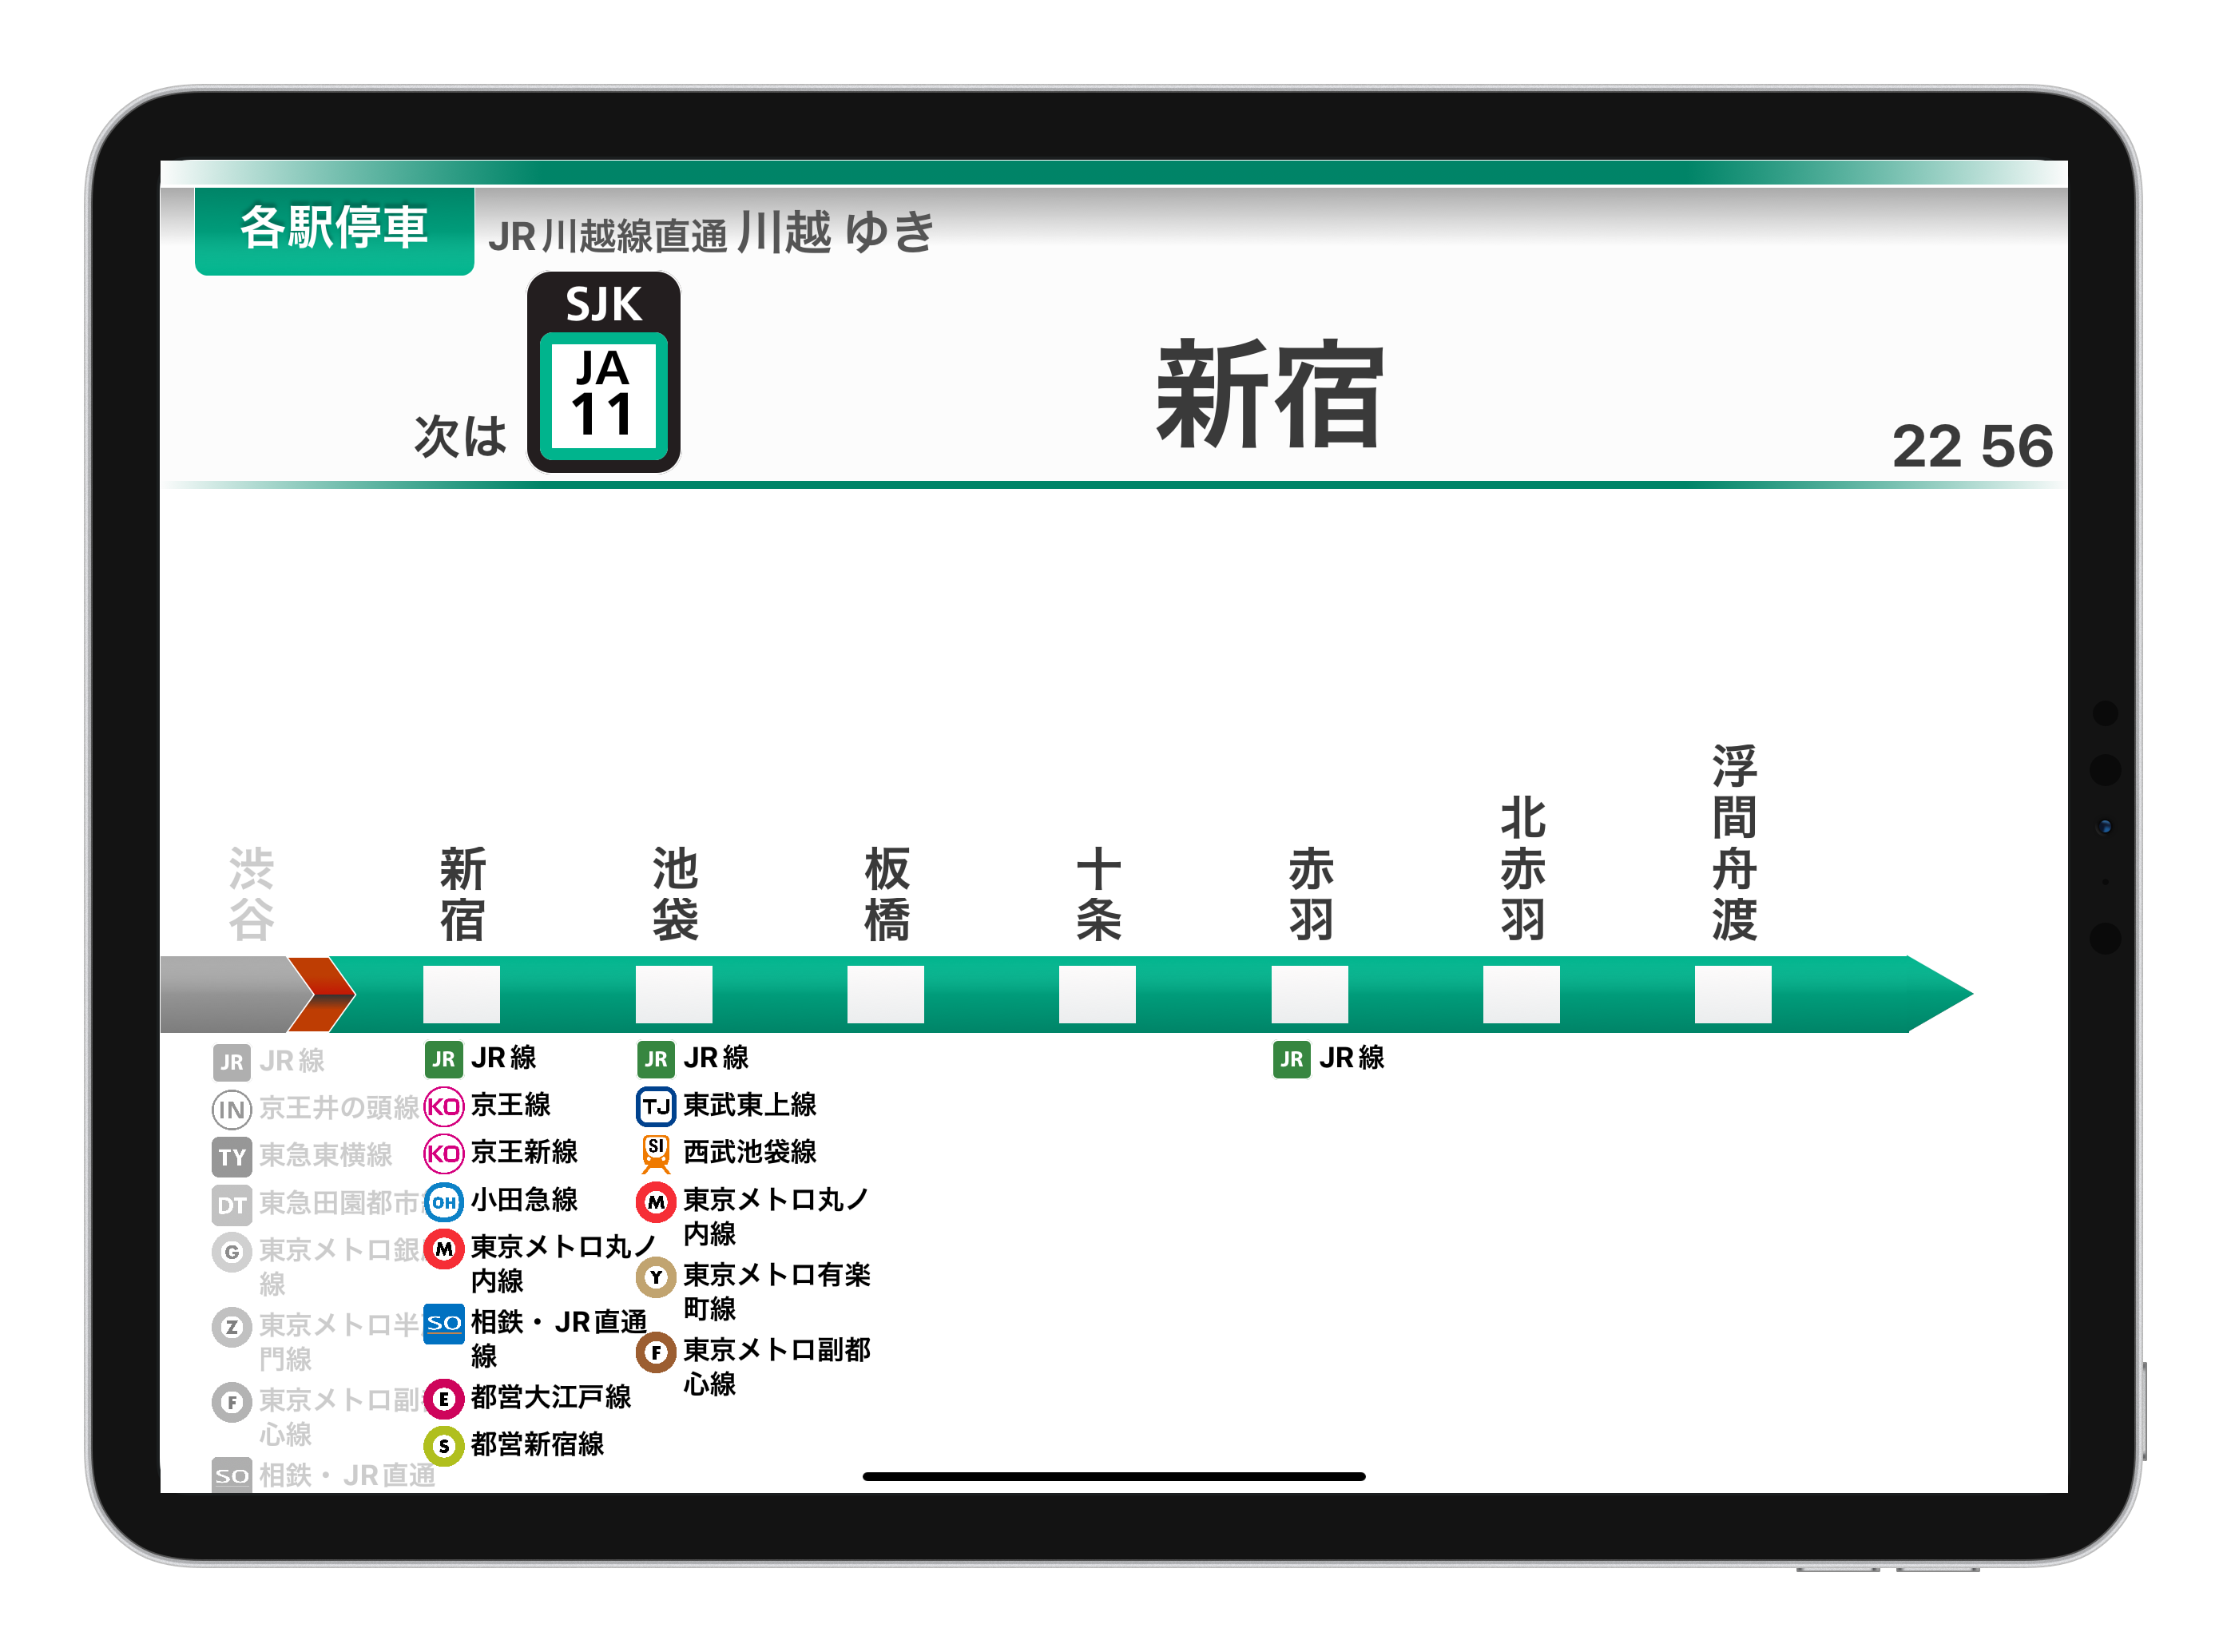 各駅停車
JR川越線直通 川越 ゆき
SJK
JA
11
次は
新宿
22 56
渋谷
新宿
池袋
板橋
十条
赤羽
北赤羽
浮間舟渡
JR JR線
IN 京王井の頭線
TY 東急東横線
DT 東急田園都市
G 東京メトロ銀
線
Z 東京メトロ半
門線
F 東京メトロ副
心線
SO 相鉄・JR直通
JR JR線
KO 京王線
KO 京王新線
OH 小田急線
M 東京メトロ丸ノ
内線
SO 相鉄・JR直通
線
E 都営大江戸線
S 都営新宿線
JR JR線
TJ 東武東上線
SI 西武池袋線
M 東京メトロ丸ノ
内線
Y 東京メトロ有楽
町線
F 東京メトロ副都
心線
JR JR線